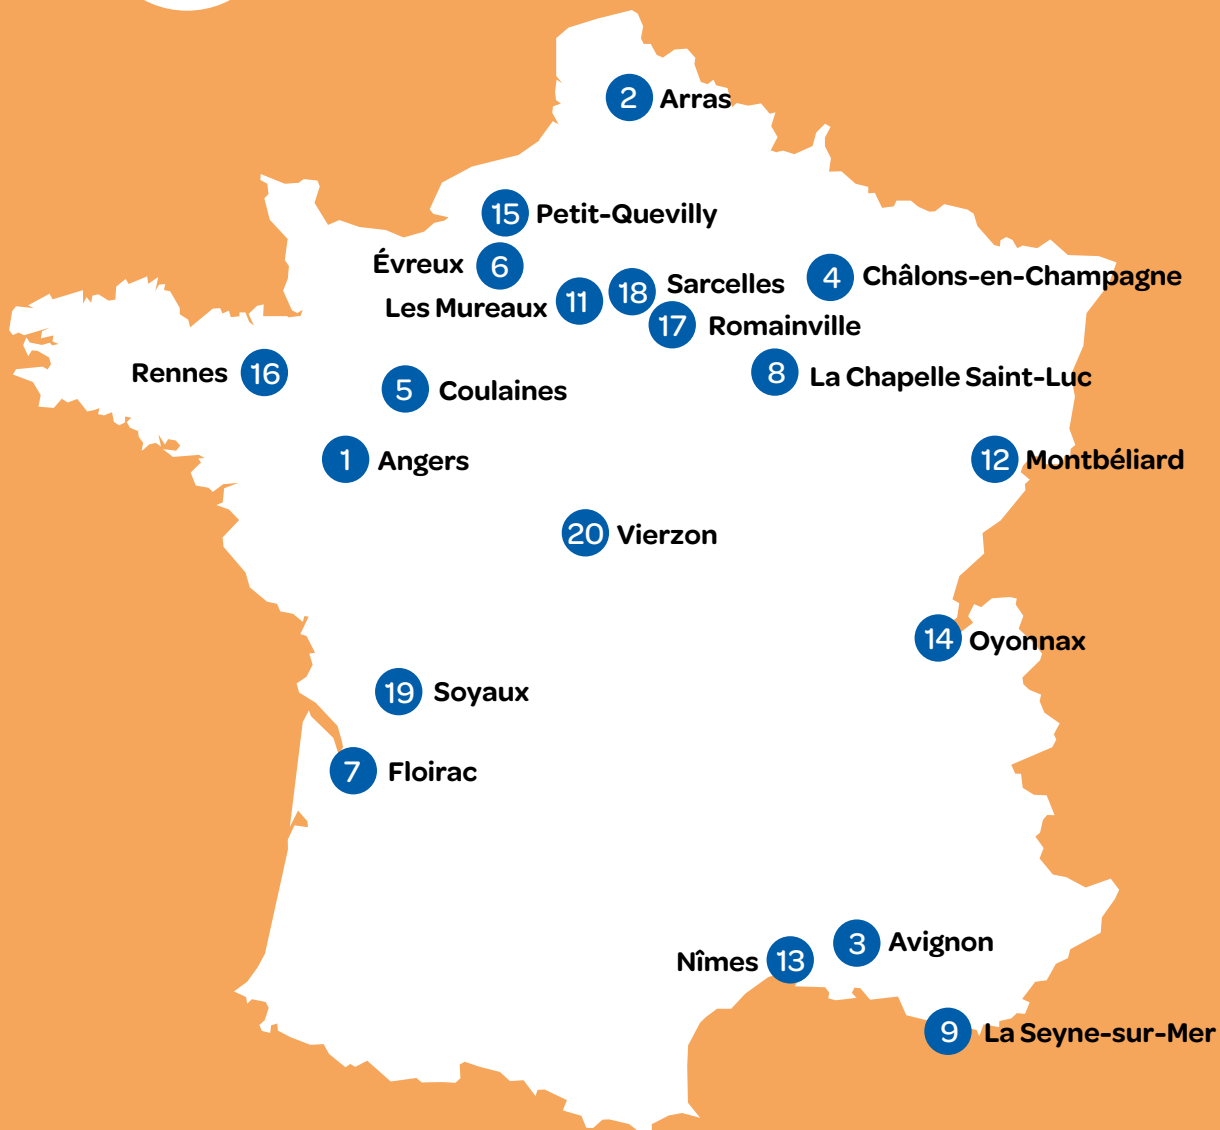 2 Arras
15 Petit-Quevilly
Évreux 6
Les Mureaux 11
18 Sarcelles
4 Châlons-en-Champagne
17 Romainville
Rennes 16
5 Coulaines
8 La Chapelle Saint-Luc
1 Angers
12 Montbéliard
20 Vierzon
14 Oyonnax
19 Soyaux
7 Floirac
Nîmes 13
3 Avignon
9 La Seyne-sur-Mer